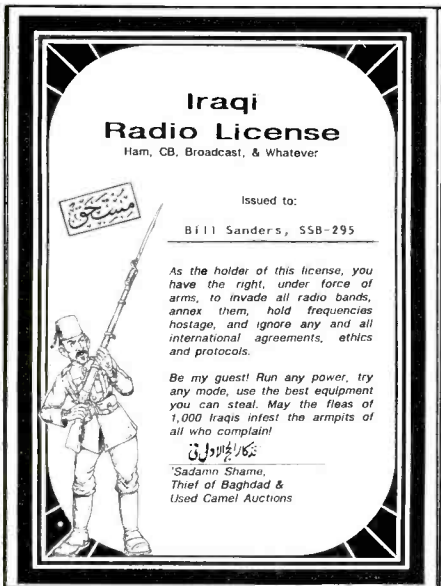 Iraqi
Radio License
Ham, CB, Broadcast, & Whatever
مُسْتَحَقّ
Issued to:
Bill Sanders, SSB-295
As the holder of this license, you
have the right, under force of
arms, to invade all radio bands,
annex them, hold frequencies
hostage, and ignore any and all
international agreements, ethics
and protocols.
Be my guest! Run any power, try
any mode, use the best equipment
you can steal. May the fleas of
1,000 Iraqis infest the armpits of
all who complain!
'Sadamn Shame,
Thief of Baghdad &
Used Camel Auctions